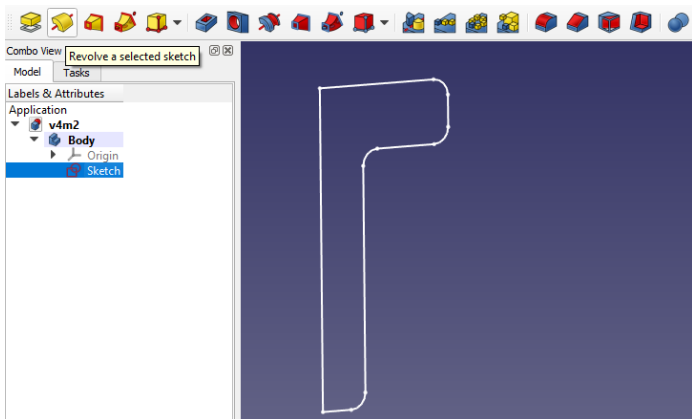 Combo View
Revolve a selected sketch
Model
Tasks
Labels & Attributes
Application
v4m2
Body
Origin
Sketch